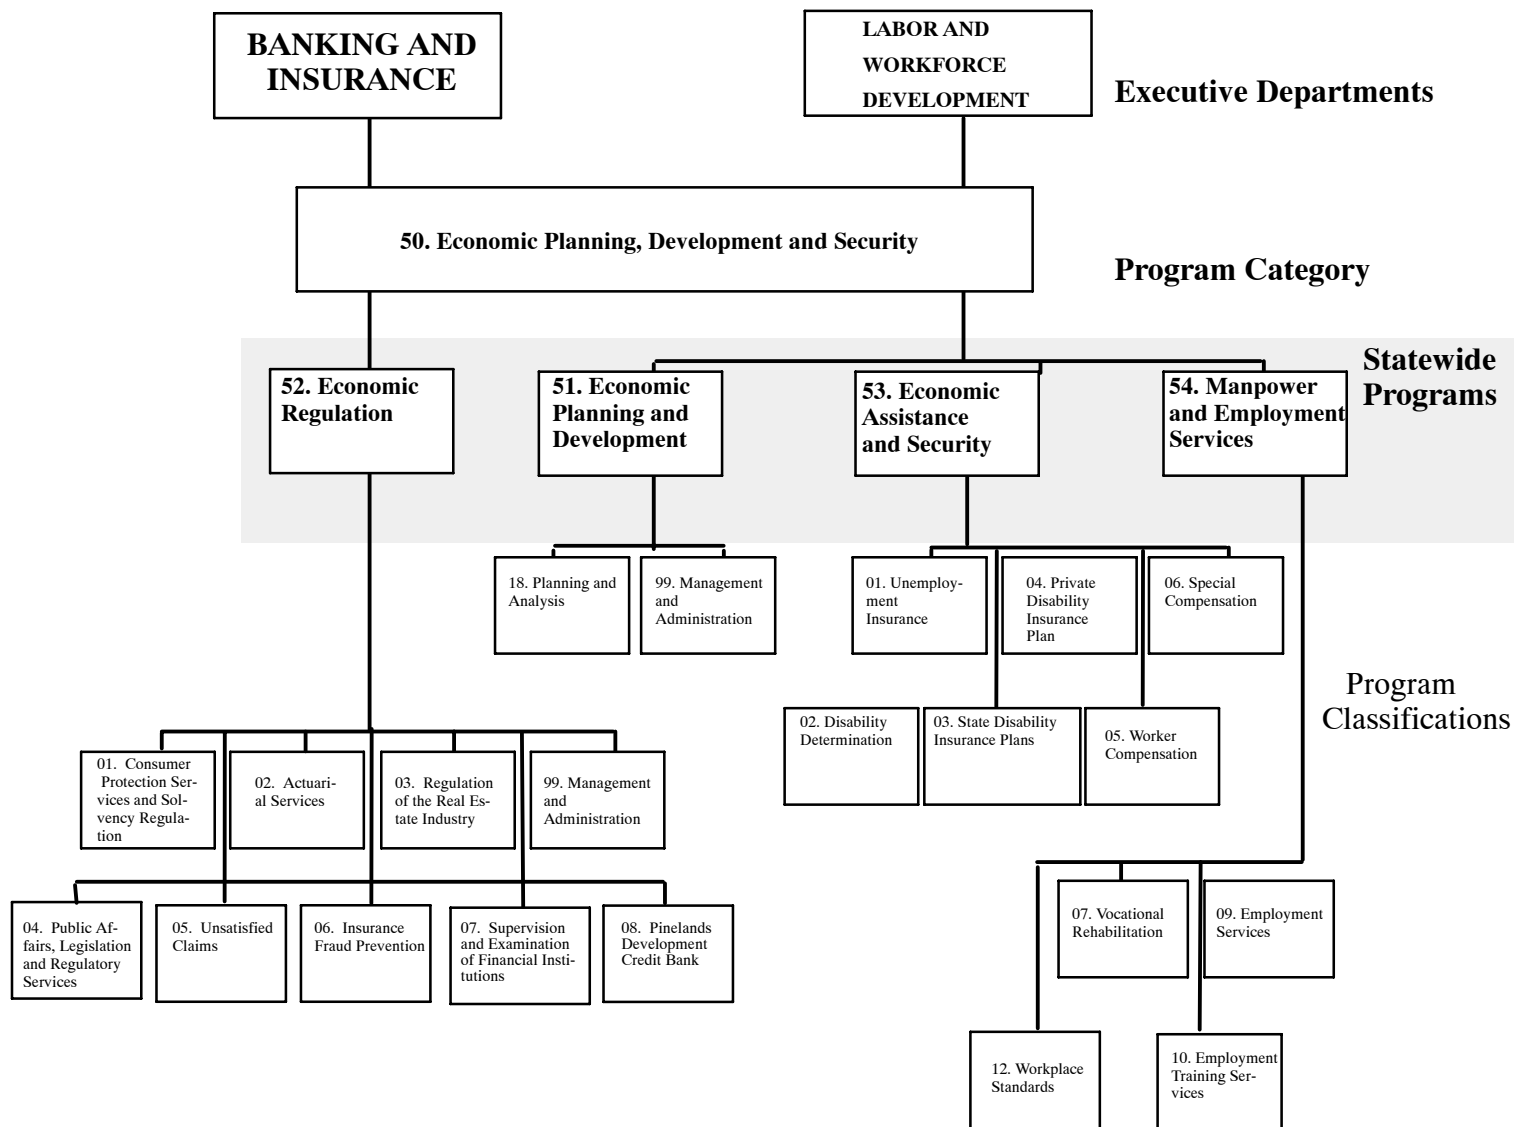 BANKING AND
INSURANCE
LABOR AND
WORKFORCE
DEVELOPMENT
Executive Departments
50. Economic Planning, Development and Security
Program Category
Statewide
Programs
52. Economic
Regulation
51. Economic
Planning and
Development
53. Economic
Assistance
and Security
54. Manpower
and Employment
Services
18. Planning and
Analysis
99. Management
and
Administration
01. Unemploy-
ment
Insurance
04. Private
Disability
Insurance
Plan
06. Special
Compensation
Program
Classifications
02. Disability
Determination
03. State Disability
Insurance Plans
05. Worker
Compensation
01. Consumer
Protection Ser-
vices and Sol-
vency Regula-
tion
02. Actuari-
al Services
03. Regulation
of the Real Es-
tate Industry
99. Management
and
Administration
04. Public Af-
fairs, Legislation
and Regulatory
Services
05. Unsatisfied
Claims
06. Insurance
Fraud Prevention
07. Supervision
and Examination
of Financial Insti-
tutions
08. Pinelands
Development
Credit Bank
07. Vocational
Rehabilitation
09. Employment
Services
12. Workplace
Standards
10. Employment
Training Ser-
vices